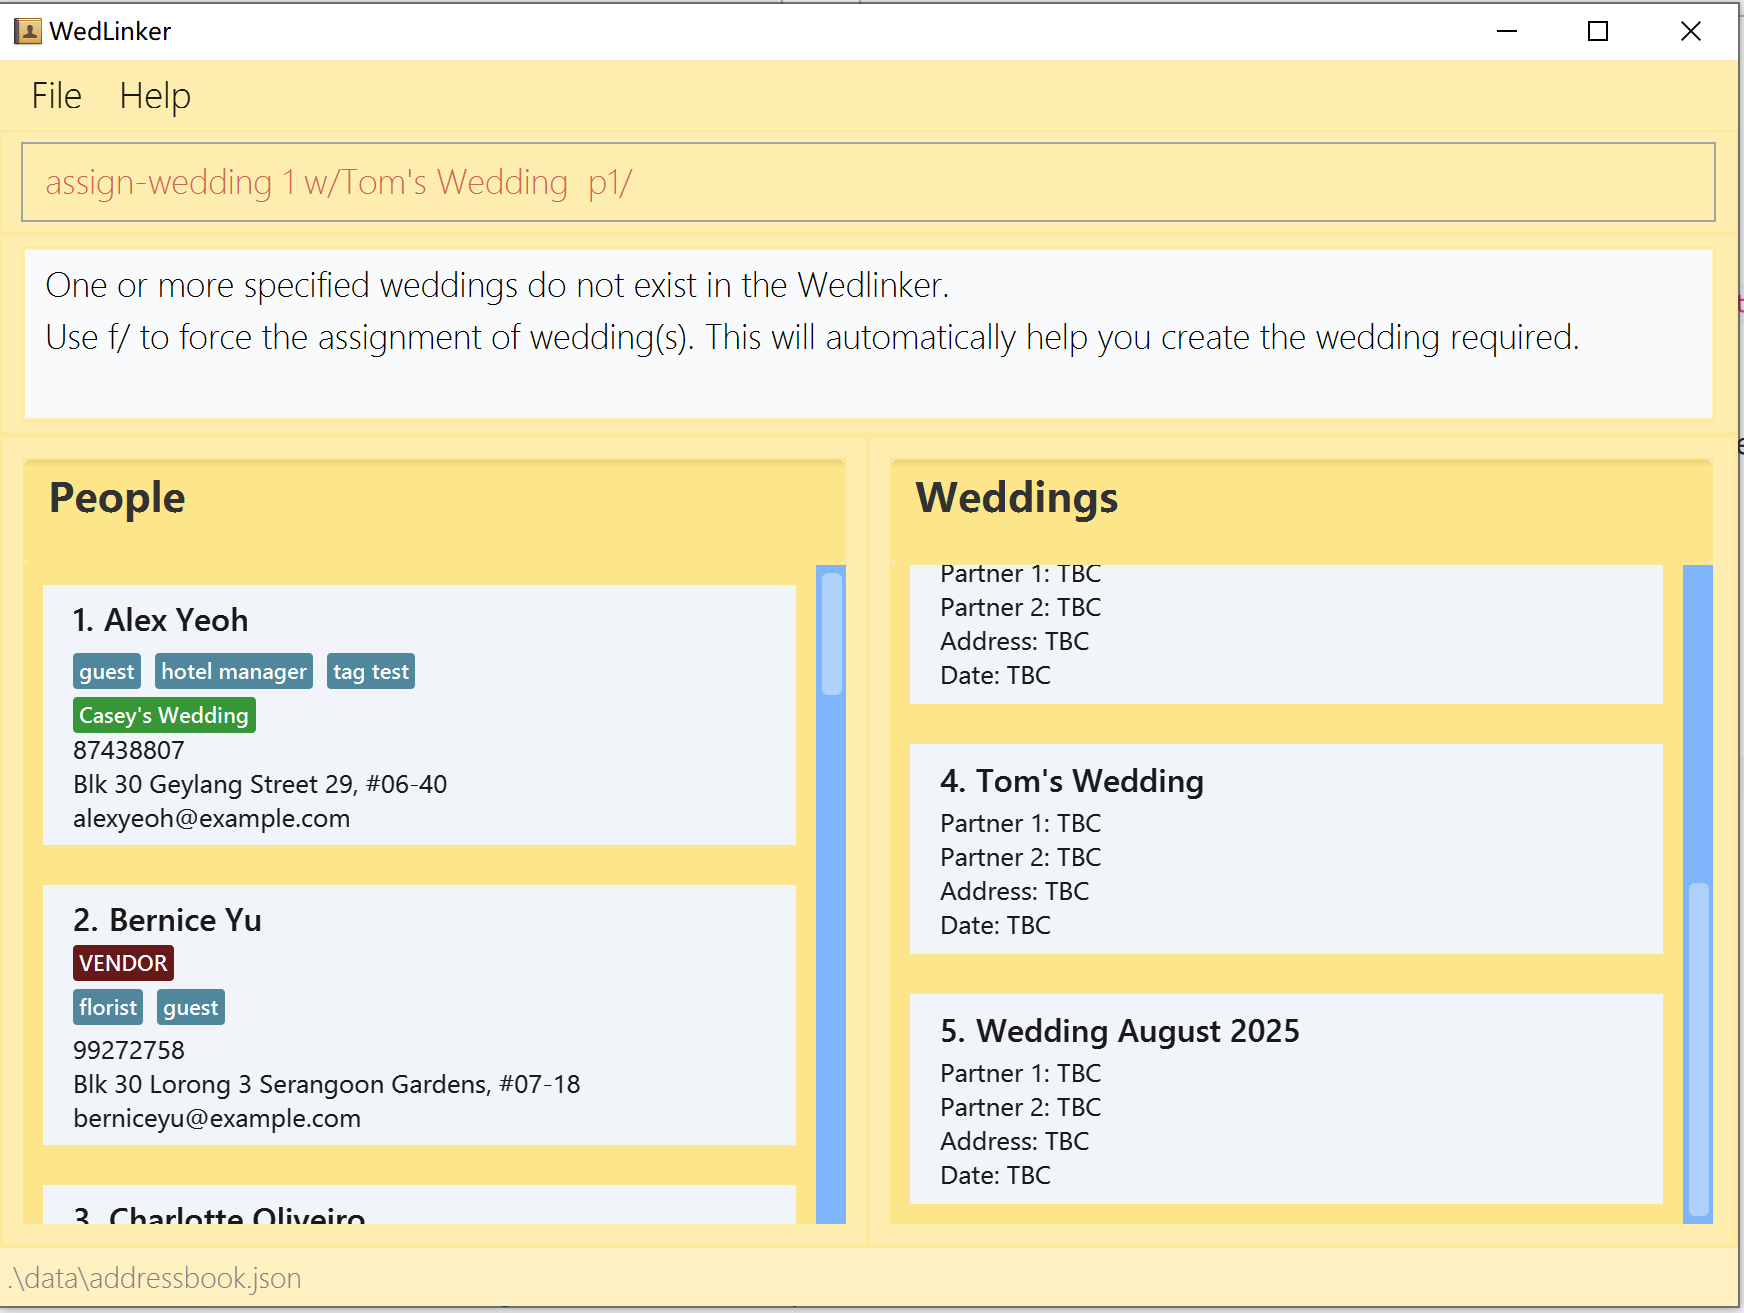 WedLinker
File Help
assign-wedding 1 w/Tom's Wedding  p1/
One or more specified weddings do not exist in the Wedlinker.
Use f/ to force the assignment of wedding(s). This will automatically help you create the wedding required.
People
1. Alex Yeoh
guest hotel manager tag test
Casey's Wedding
87438807
Blk 30 Geylang Street 29, #06-40
alexyeoh@example.com
2. Bernice Yu
VENDOR
florist guest
99272758
Blk 30 Lorong 3 Serangoon Gardens, #07-18
berniceyu@example.com
3. Charlotte Oliveiro
Weddings
Partner 1: TBC
Partner 2: TBC
Address: TBC
Date: TBC
4. Tom's Wedding
Partner 1: TBC
Partner 2: TBC
Address: TBC
Date: TBC
5. Wedding August 2025
Partner 1: TBC
Partner 2: TBC
Address: TBC
Date: TBC
.\data\addressbook.json